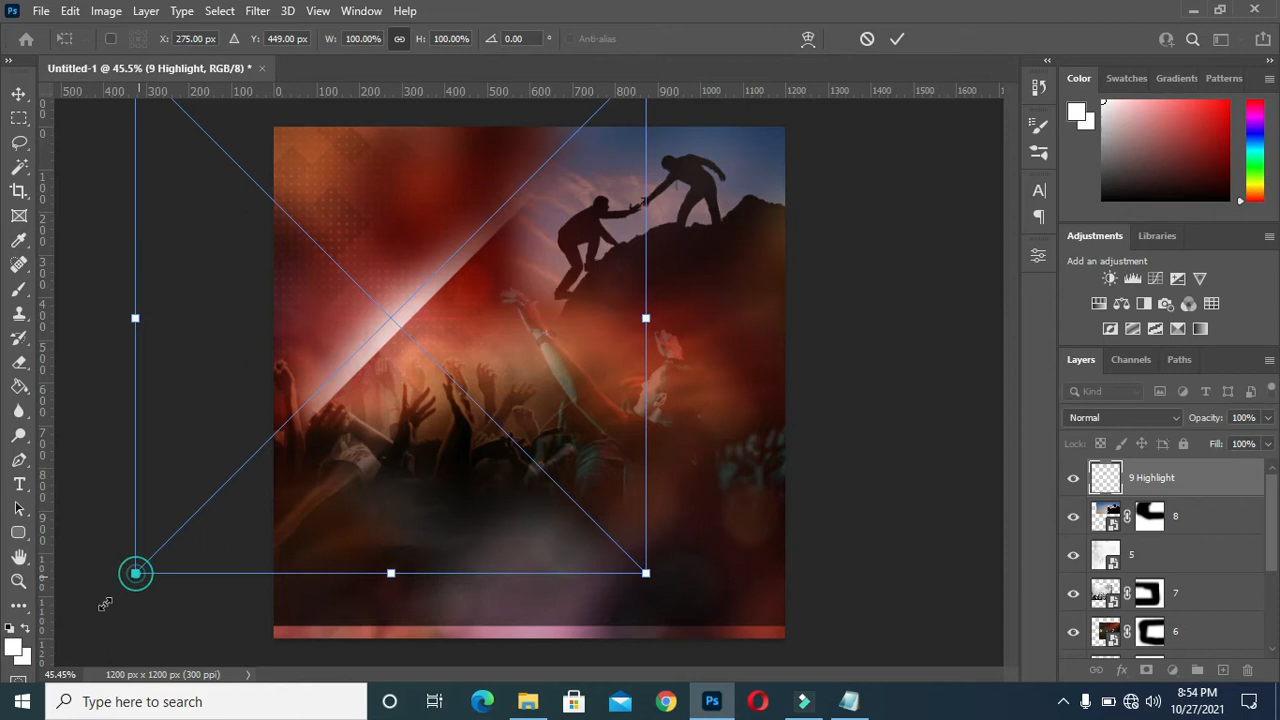 Ps File Edit Image Layer Type Select Filter 3D View Window Help
X: 275.00 px Y: 449.00 px W: 100.00% H: 100.00% 0.00 ° Anti-alias
Untitled-1 @ 45.5% (9 Highlight, RGB/8) * ×
500 400 300 200 100 0 100 200 300 400 500 600 700 800 900 1000 1100 1200 1300 1400 1500 1600
Color Swatches Gradients Patterns
Adjustments Libraries
Add an adjustment
Layers Channels Paths
Kind
Normal Opacity: 100%
Lock: Fill: 100%
9 Highlight
8
5
7
6
45.45% 1200 px x 1200 px (300 ppi)
Type here to search
Ps
8:54 PM
10/27/2021